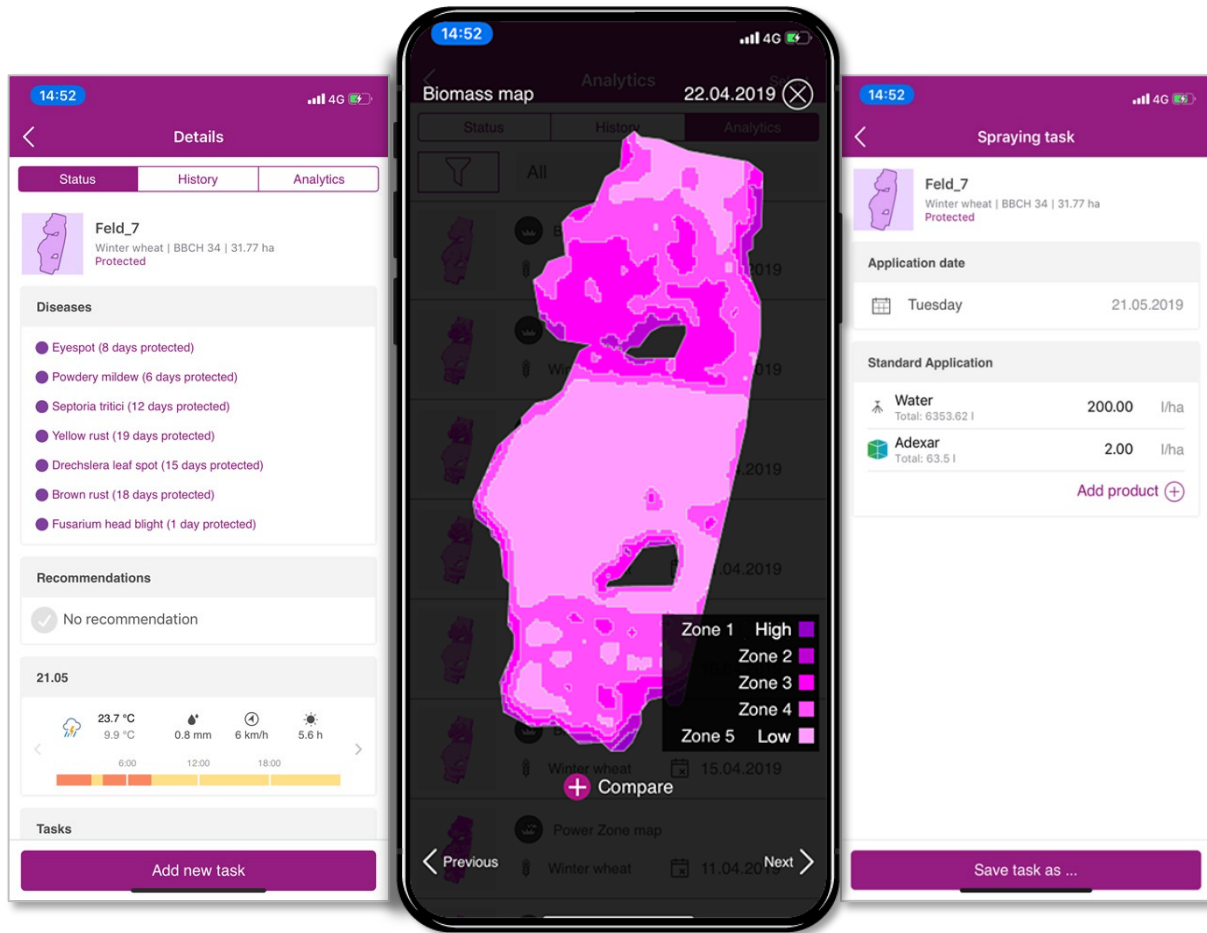 14:52
4G
Details
Status History Analytics
Feld_7
Winter wheat | BBCH 34 | 31.77 ha
Protected
Diseases
Eyespot (8 days protected)
Powdery mildew (6 days protected)
Septoria tritici (12 days protected)
Yellow rust (19 days protected)
Drechslera leaf spot (15 days protected)
Brown rust (18 days protected)
Fusarium head blight (1 day protected)
Recommendations
No recommendation
21.05
23.7 °C
9.9 °C 0.8 mm 6 km/h 5.6 h
6:00 12:00 18:00
Tasks
Add new task
14:52
4G
Analytics
Biomass map 22.04.2019
Status History Analytics
All
2019
Winter wheat 15.04.2019
Zone 1 High
Zone 2
Zone 3
Zone 4
Zone 5 Low
Compare
Power Zone map
Winter wheat 11.04.2019
Previous Next
14:52
4G
Spraying task
Feld_7
Winter wheat | BBCH 34 | 31.77 ha
Protected
Application date
Tuesday 21.05.2019
Standard Application
Water 200.00 l/ha
Total: 6353.62 l
Adexar 2.00 l/ha
Total: 63.5 l
Add product
Save task as ...